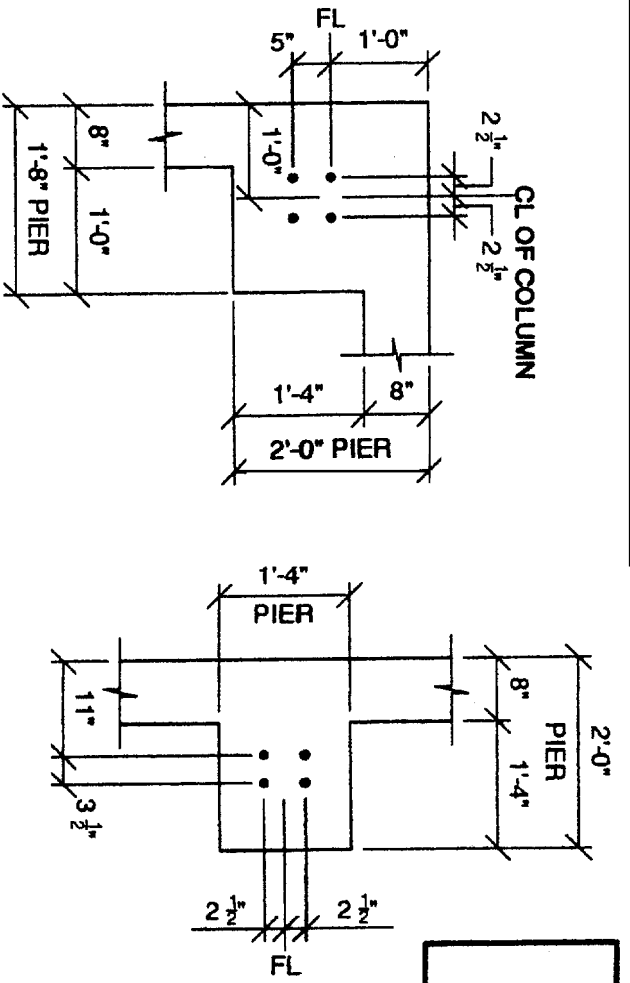 FL
5"
1'-0"
2 1/2"
CL OF COLUMN
2 1/2"
1'-0"
8"
1'-0"
1'-8" PIER
1'-4"
8"
2'-0" PIER
1'-4"
PIER
8"
1'-4"
2'-0"
PIER
11"
3 1/2"
2 1/2"
2 1/2"
FL